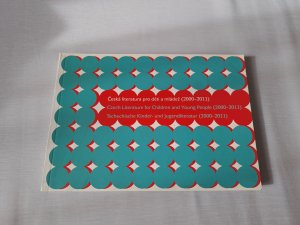 Česká literatura pro děti a mládež (2000–2011)
Czech Literature for Children and Young People (2000–2011)
Tschechische Kinder- und Jugendliteratur (2000–2011)